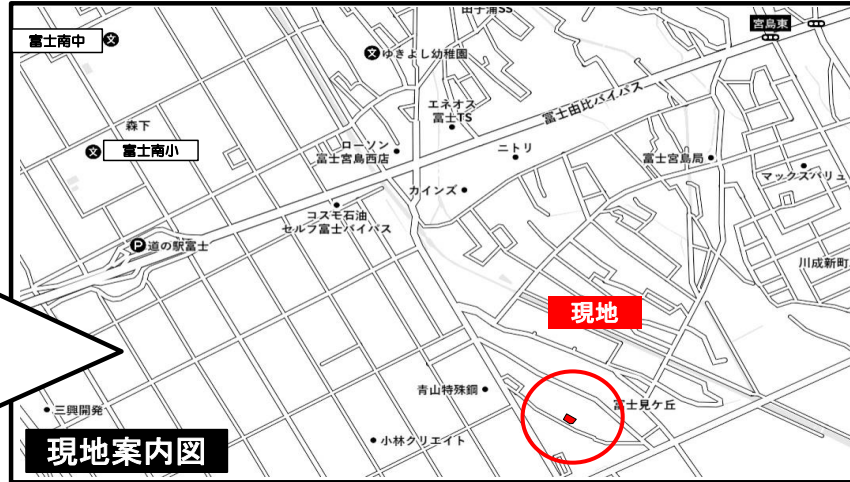 田子浦SS
宮島東
富士南中
文
文
ゆきよし幼稚園
エネオス
富士TS
富士由比バイパス
森下
文
富士南小
ローソン
富士宮島西店
ニトリ
富士宮島局
マックスバリュ
カインズ
コスモ石油
セルフ富士バイパス
P
道の駅富士
川成新町
現地
青山特殊鋼
富士見ケ丘
三興開発
小林クリエイト
現地案内図